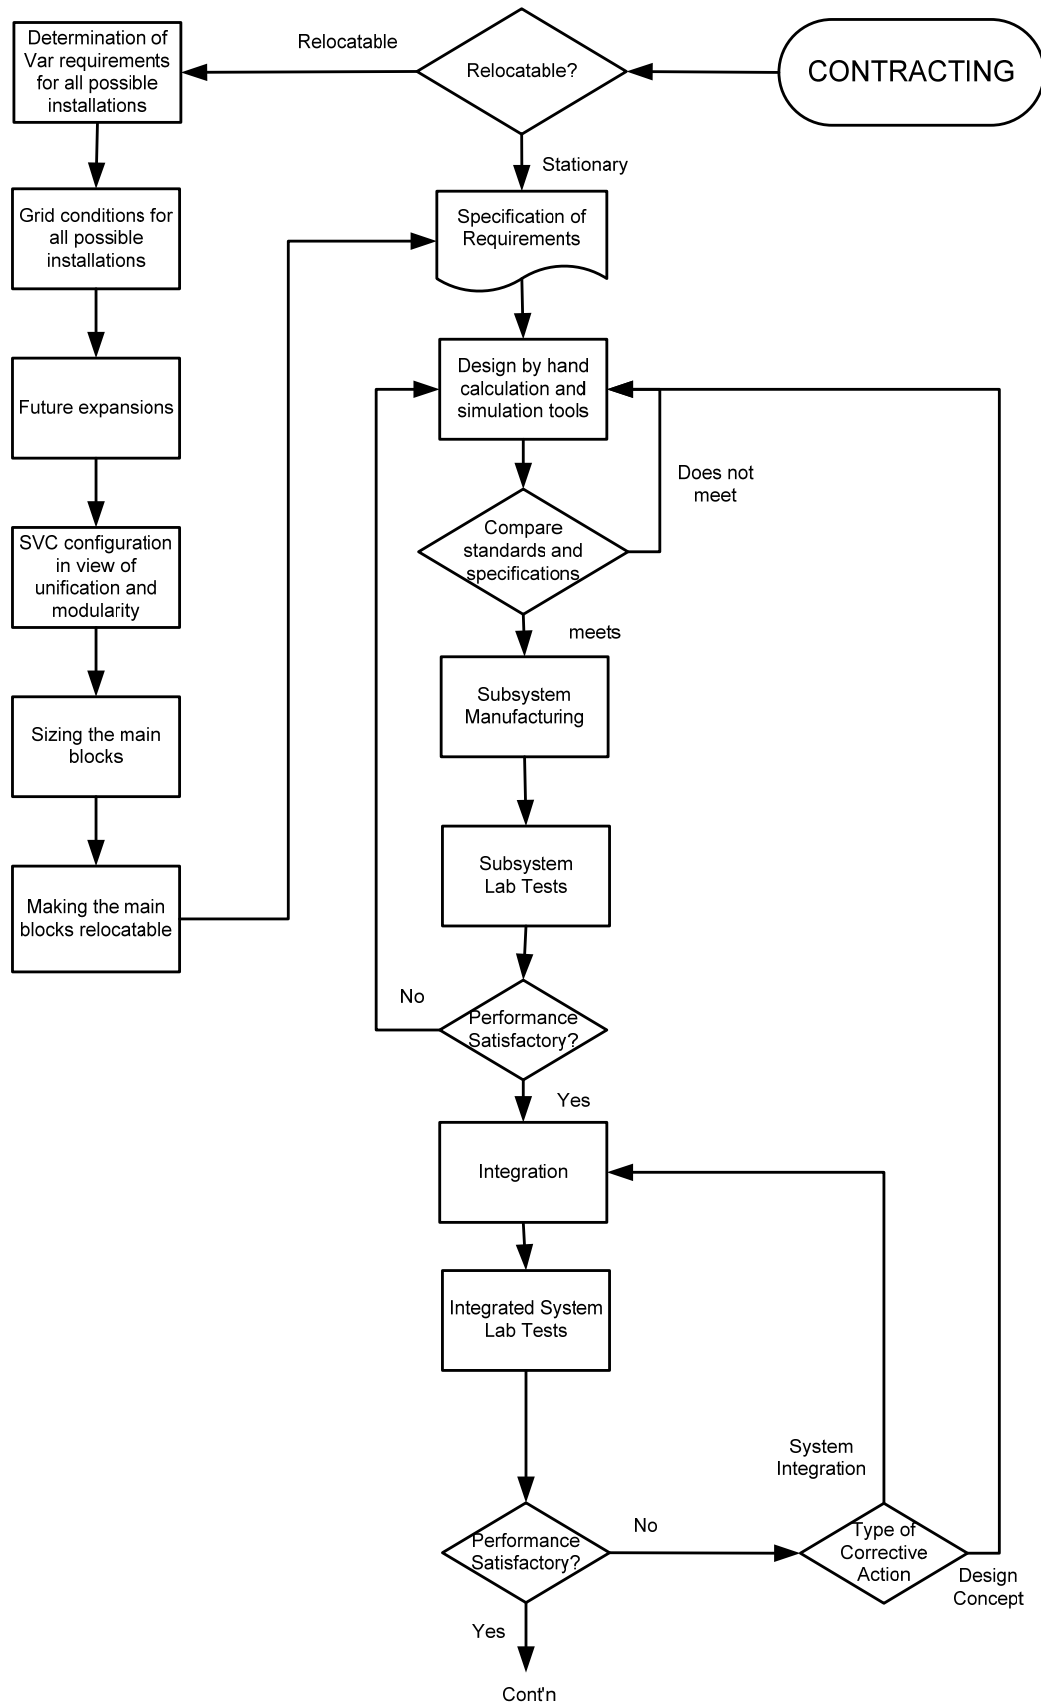 CONTRACTING
Relocatable?
Relocatable
Determination of
Var requirements
for all possible
installations
Grid conditions for
all possible
installations
Future expansions
SVC configuration
in view of
unification and
modularity
Sizing the main
blocks
Making the main
blocks relocatable
Stationary
Specification of
Requirements
Design by hand
calculation and
simulation tools
Does not
meet
Compare
standards and
specifications
meets
Subsystem
Manufacturing
Subsystem
Lab Tests
No
Performance
Satisfactory?
Yes
Integration
Integrated System
Lab Tests
System
Integration
Performance
Satisfactory?
No
Type of
Corrective
Action
Design
Concept
Yes
Cont'n